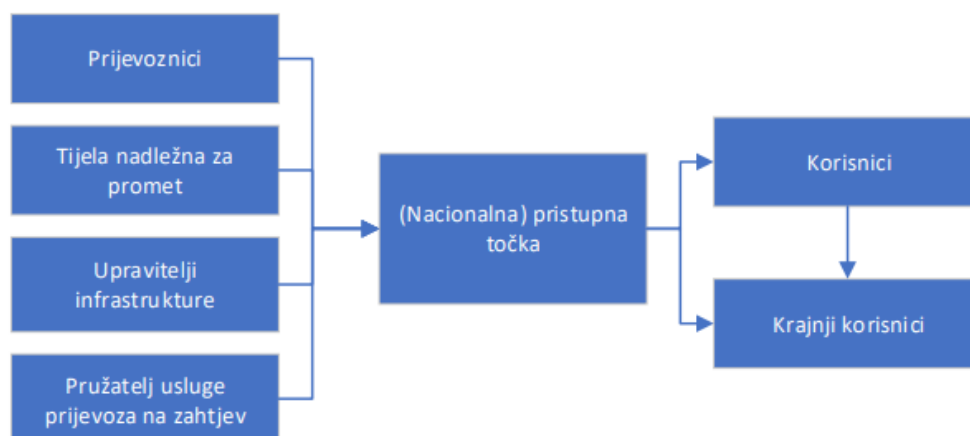 Prijevoznici
Tijela nadležna za
promet
Upravitelji
infrastrukture
Pružatelj usluge
prijevoza na zahtjev
(Nacionalna) pristupna
točka
Korisnici
Krajnji korisnici